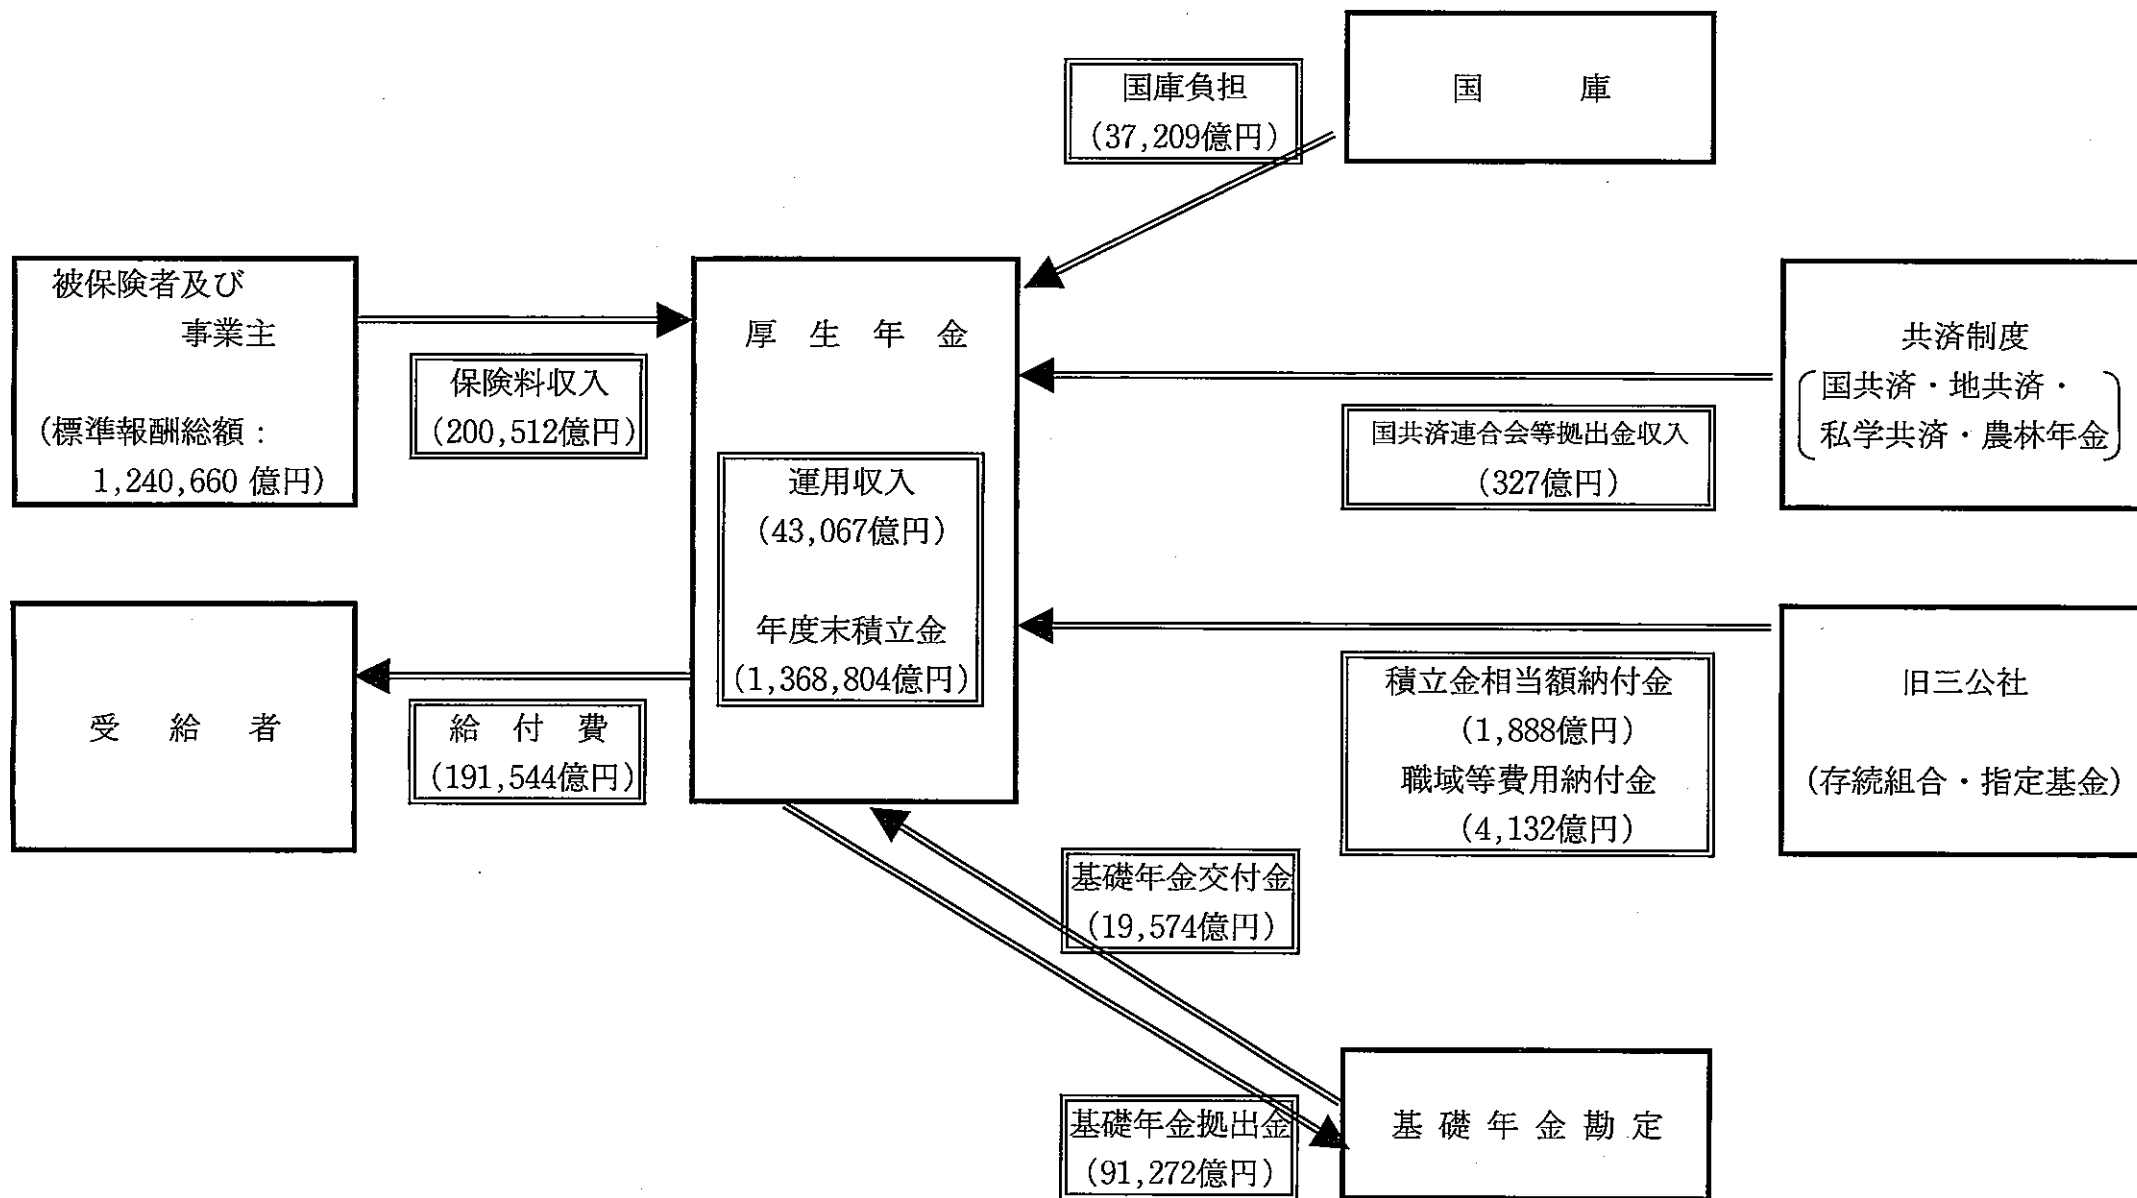 国　　庫
国庫負担
(37,209億円)
被保険者及び
事業主
(標準報酬総額：
1,240,660 億円)
保険料収入
(200,512億円)
厚　生　年　金
運用収入
(43,067億円)
年度末積立金
(1,368,804億円)
共済制度
国共済・地共済・
私学共済・農林年金
国共済連合会等拠出金収入
(327億円)
受　給　者
給　付　費
(191,544億円)
積立金相当額納付金
(1,888億円)
職域等費用納付金
(4,132億円)
旧三公社
(存続組合・指定基金)
基礎年金交付金
(19,574億円)
基礎年金拠出金
(91,272億円)
基 礎 年 金 勘 定